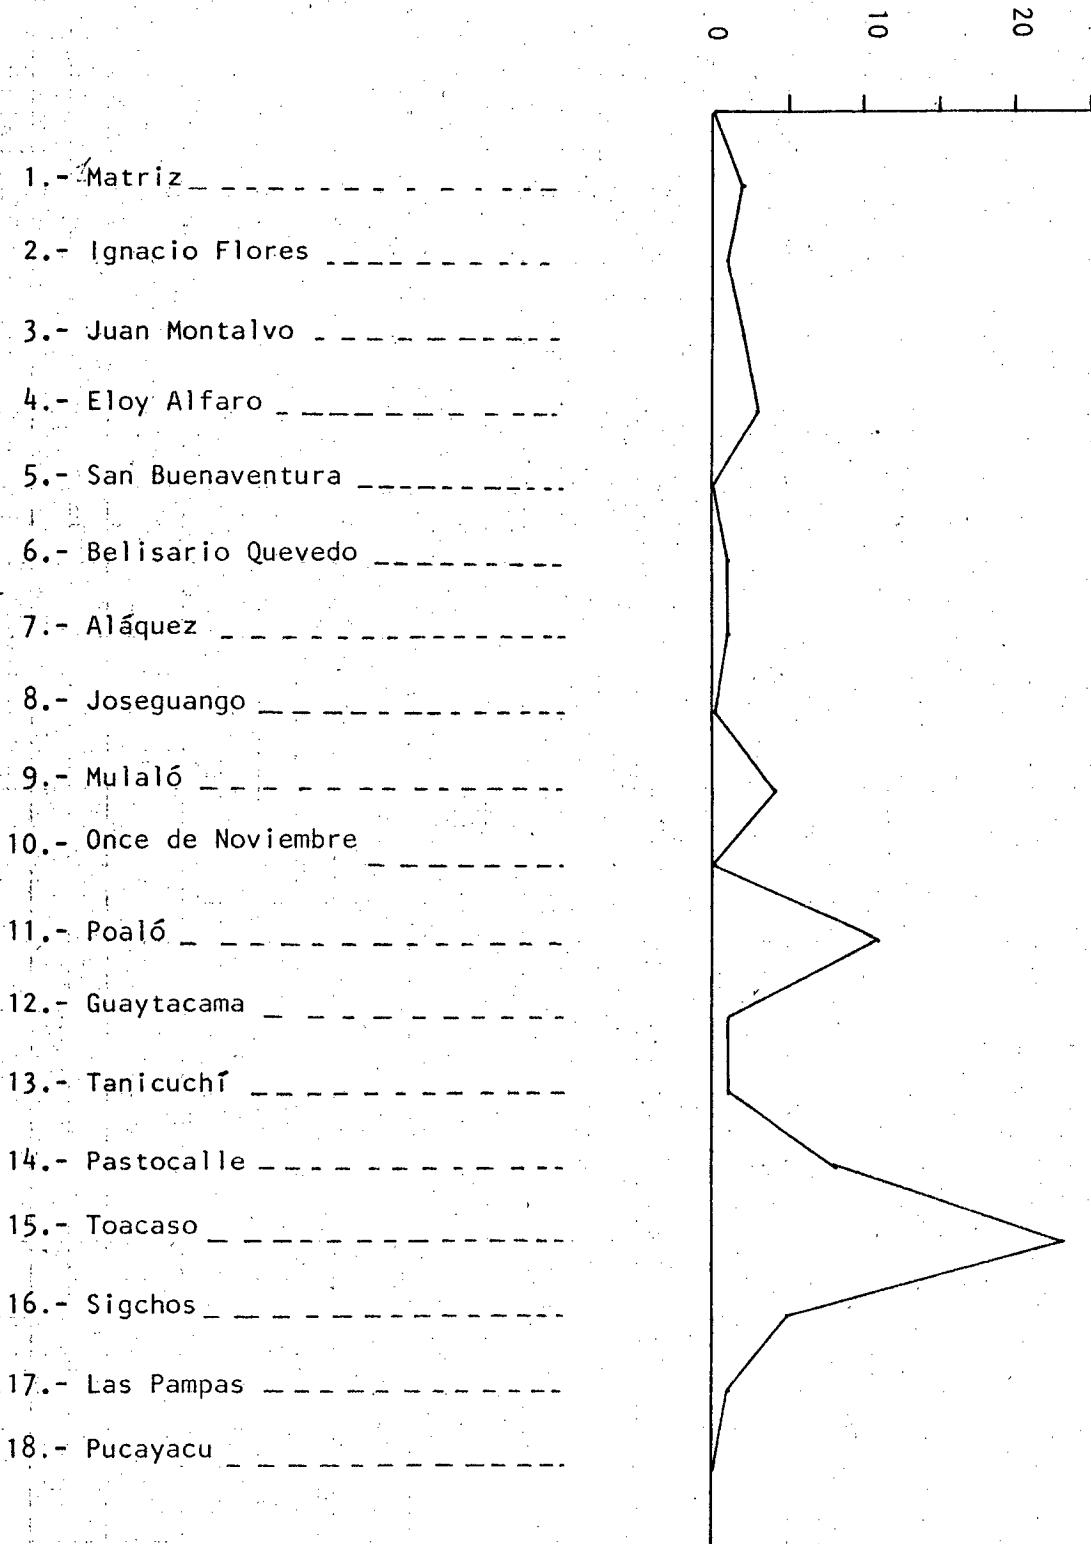 0 10 20
1.- Matriz
2.- Ignacio Flores
3.- Juan Montalvo
4.- Eloy Alfaro
5.- San Buenaventura
6.- Belisario Quevedo
7.- Aláquez
8.- Joseguango
9.- Mulaló
10.- Once de Noviembre
11.- Poaló
12.- Guaytacama
13.- Tanicuchí
14.- Pastocalle
15.- Toacaso
16.- Sigchos
17.- Las Pampas
18.- Pucayacu